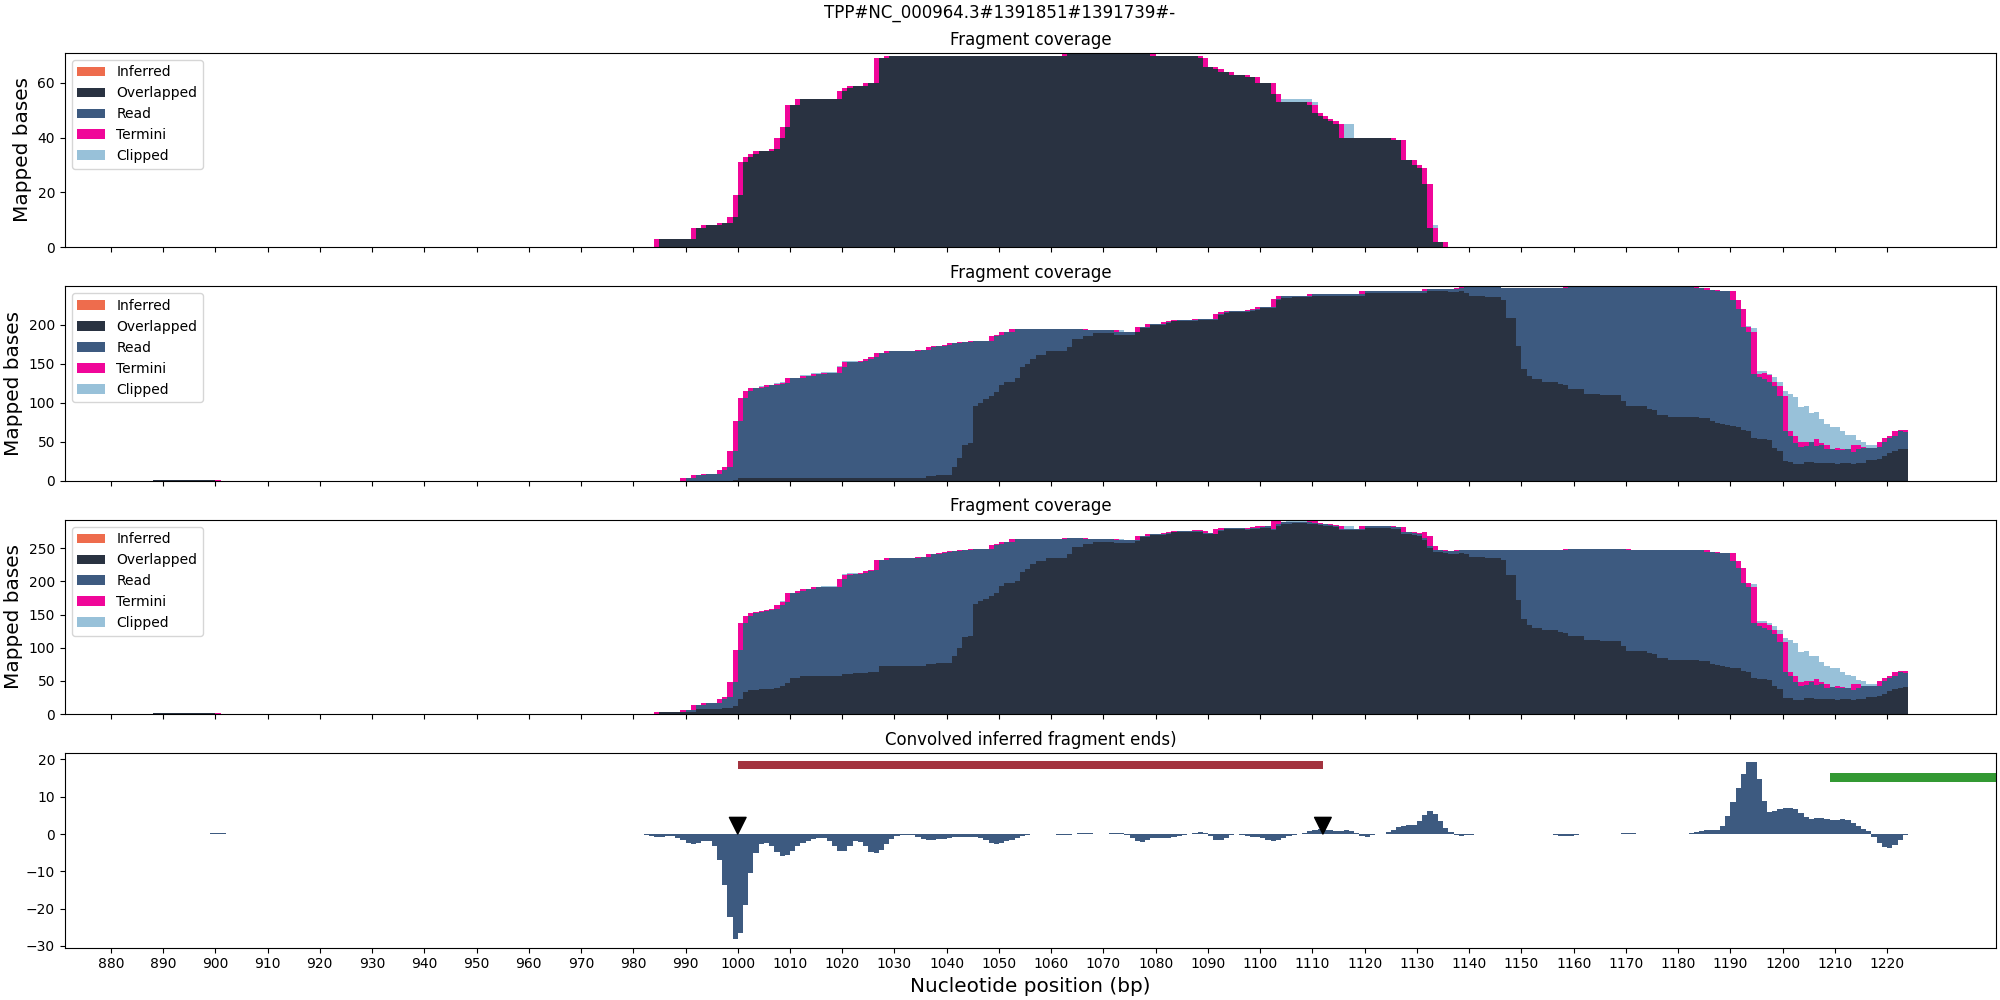 TPP#NC_000964.3#1391851#1391739#-
Fragment coverage
Mapped bases
60
40
20
0
Inferred
Overlapped
Read
Termini
Clipped
Fragment coverage
Mapped bases
200
150
100
50
0
Inferred
Overlapped
Read
Termini
Clipped
Fragment coverage
Mapped bases
250
200
150
100
50
0
Inferred
Overlapped
Read
Termini
Clipped
Convolved inferred fragment ends)
20
10
0
−10
−20
−30
880 890 900 910 920 930 940 950 960 970 980 990 1000 1010 1020 1030 1040 1050 1060 1070 1080 1090 1100 1110 1120 1130 1140 1150 1160 1170 1180 1190 1200 1210 1220
Nucleotide position (bp)